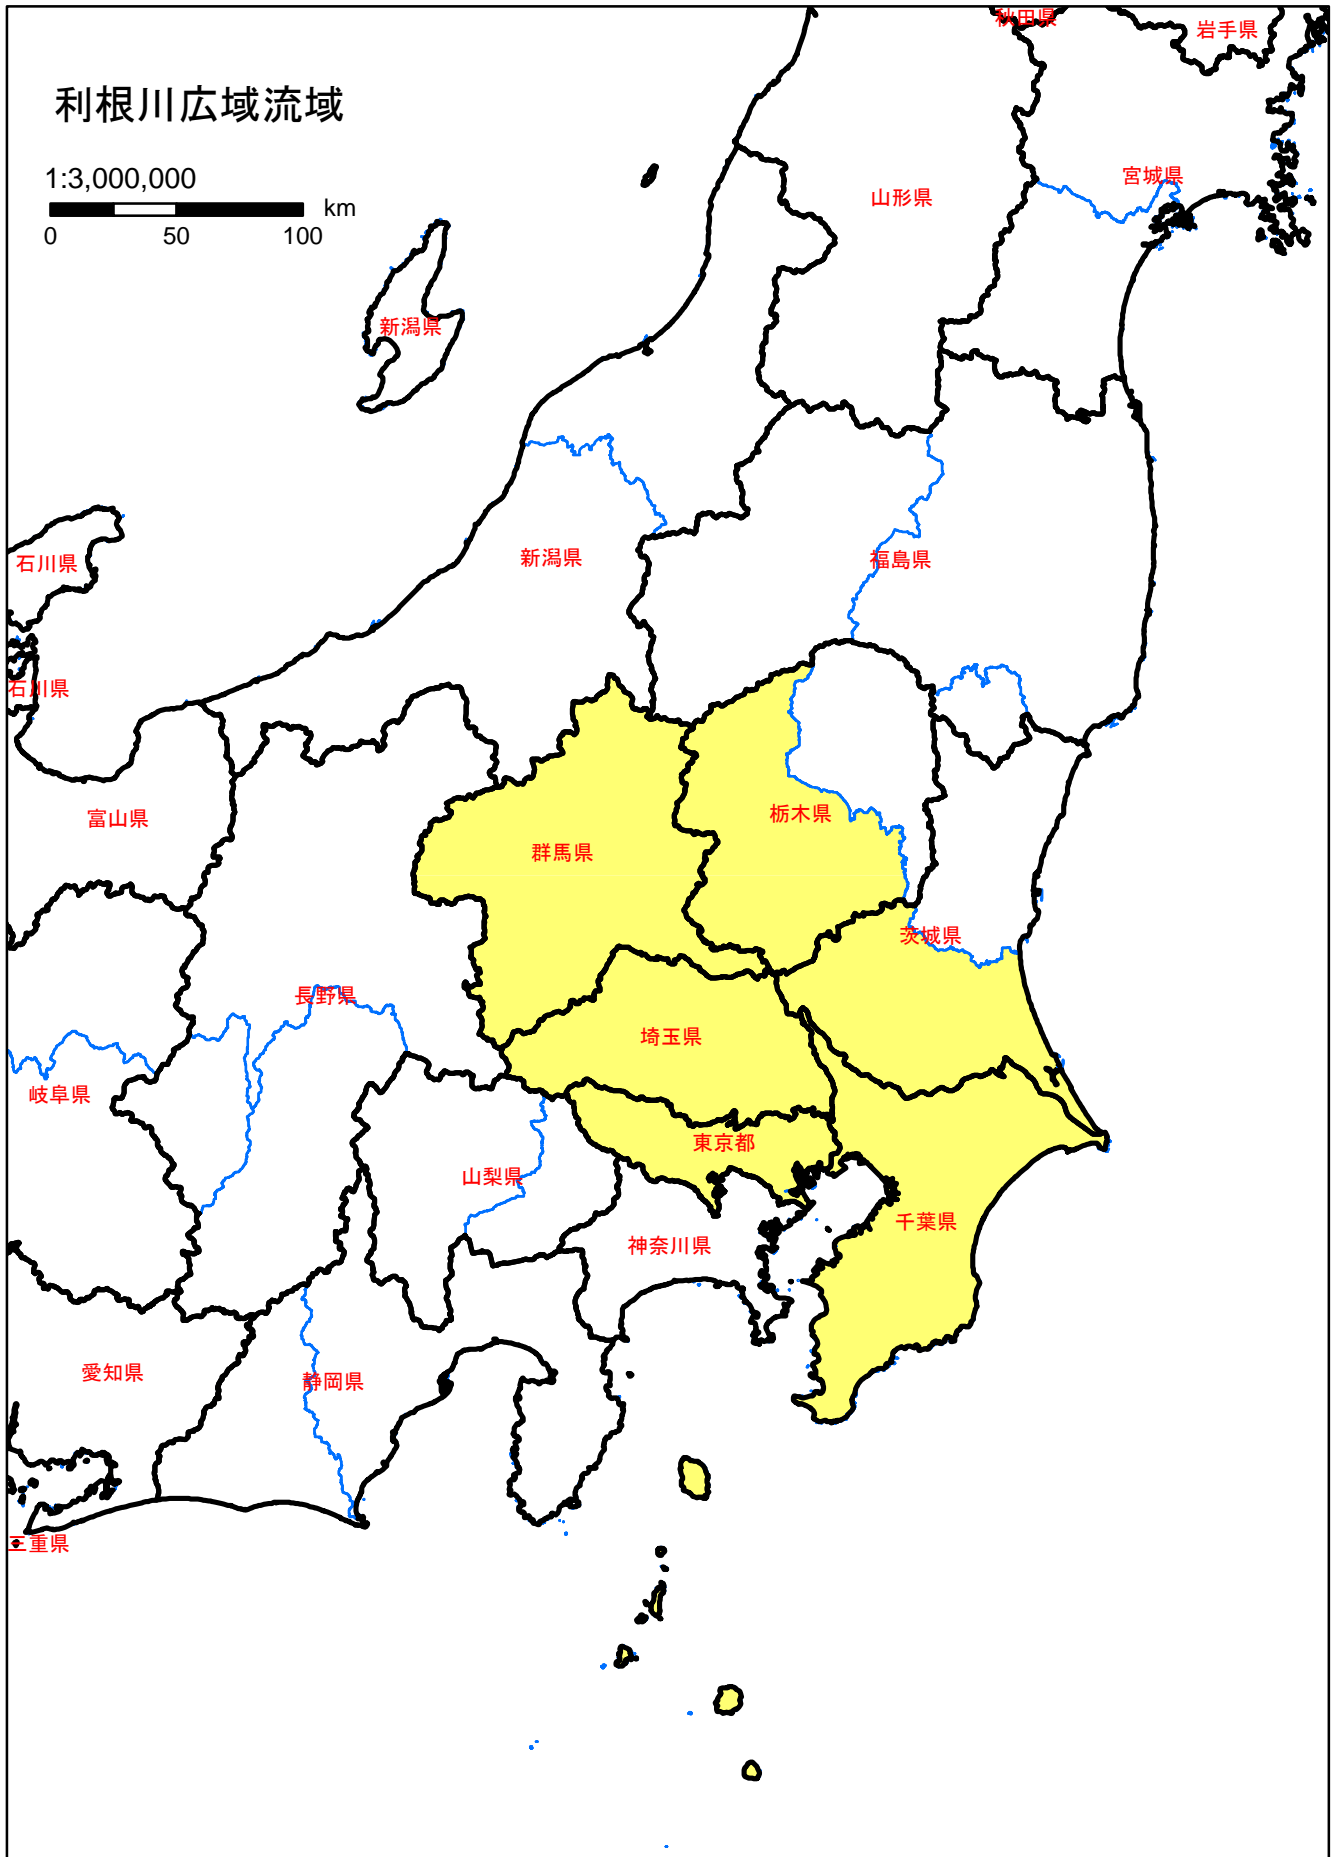 秋田県
岩手県
利根川広域流域
1:3,000,000
km
0 50 100
宮城県
山形県
新潟県
石川県
新潟県
福島県
石川県
富山県
栃木県
群馬県
茨城県
長野県
埼玉県
岐阜県
東京都
山梨県
千葉県
神奈川県
愛知県
静岡県
三重県